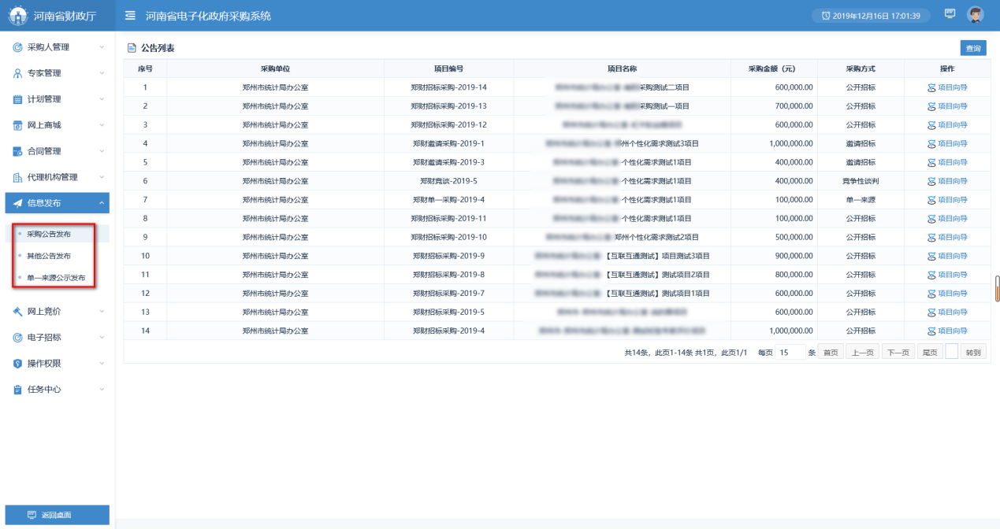 河南省财政厅
河南省电子化政府采购系统
2019年12月16日 17:01:39
采购人管理
专家管理
计划管理
网上商城
合同管理
代理机构管理
信息发布
采购公告发布
其他公告发布
单一来源公示发布
网上竞价
电子招标
操作权限
任务中心
返回桌面
公告列表
查询
序号 采购单位 项目编号 项目名称 采购金额（元） 采购方式 操作
1 郑州市统计局办公室 郑财招标采购-2019-14 采购测试二项目 600,000.00 公开招标 项目向导
2 郑州市统计局办公室 郑财招标采购-2019-13 采购测试一项目 700,000.00 公开招标 项目向导
3 郑州市统计局办公室 郑财招标采购-2019-12 600,000.00 公开招标 项目向导
4 郑州市统计局办公室 郑财邀请采购-2019-1 州个性化需求测试3项目 1,000,000.00 邀请招标 项目向导
5 郑州市统计局办公室 郑财邀请采购-2019-3 个性化需求测试1项目 400,000.00 邀请招标 项目向导
6 郑州市统计局办公室 郑财竞谈-2019-5 个性化需求测试1项目 400,000.00 竞争性谈判 项目向导
7 郑州市统计局办公室 郑财单一采购-2019-4 个性化需求测试1项目 100,000.00 单一来源 项目向导
8 郑州市统计局办公室 郑财招标采购-2019-11 个性化需求测试1项目 100,000.00 公开招标 项目向导
9 郑州市统计局办公室 郑财招标采购-2019-10 郑州个性化需求测试2项目 500,000.00 公开招标 项目向导
10 郑州市统计局办公室 郑财招标采购-2019-9 【互联互通测试】项目测试3项目 900,000.00 公开招标 项目向导
11 郑州市统计局办公室 郑财招标采购-2019-8 【互联互通测试】测试项目2项目 800,000.00 公开招标 项目向导
12 郑州市统计局办公室 郑财招标采购-2019-7 【互联互通测试】测试项目1项目 600,000.00 公开招标 项目向导
13 郑州市统计局办公室 郑财招标采购-2019-5 600,000.00 公开招标 项目向导
14 郑州市统计局办公室 郑财招标采购-2019-4 1,000,000.00 公开招标 项目向导
共14条，此页1-14条 共1页，此页1/1 每页 15 条 首页 上一页 下一页 尾页 转到